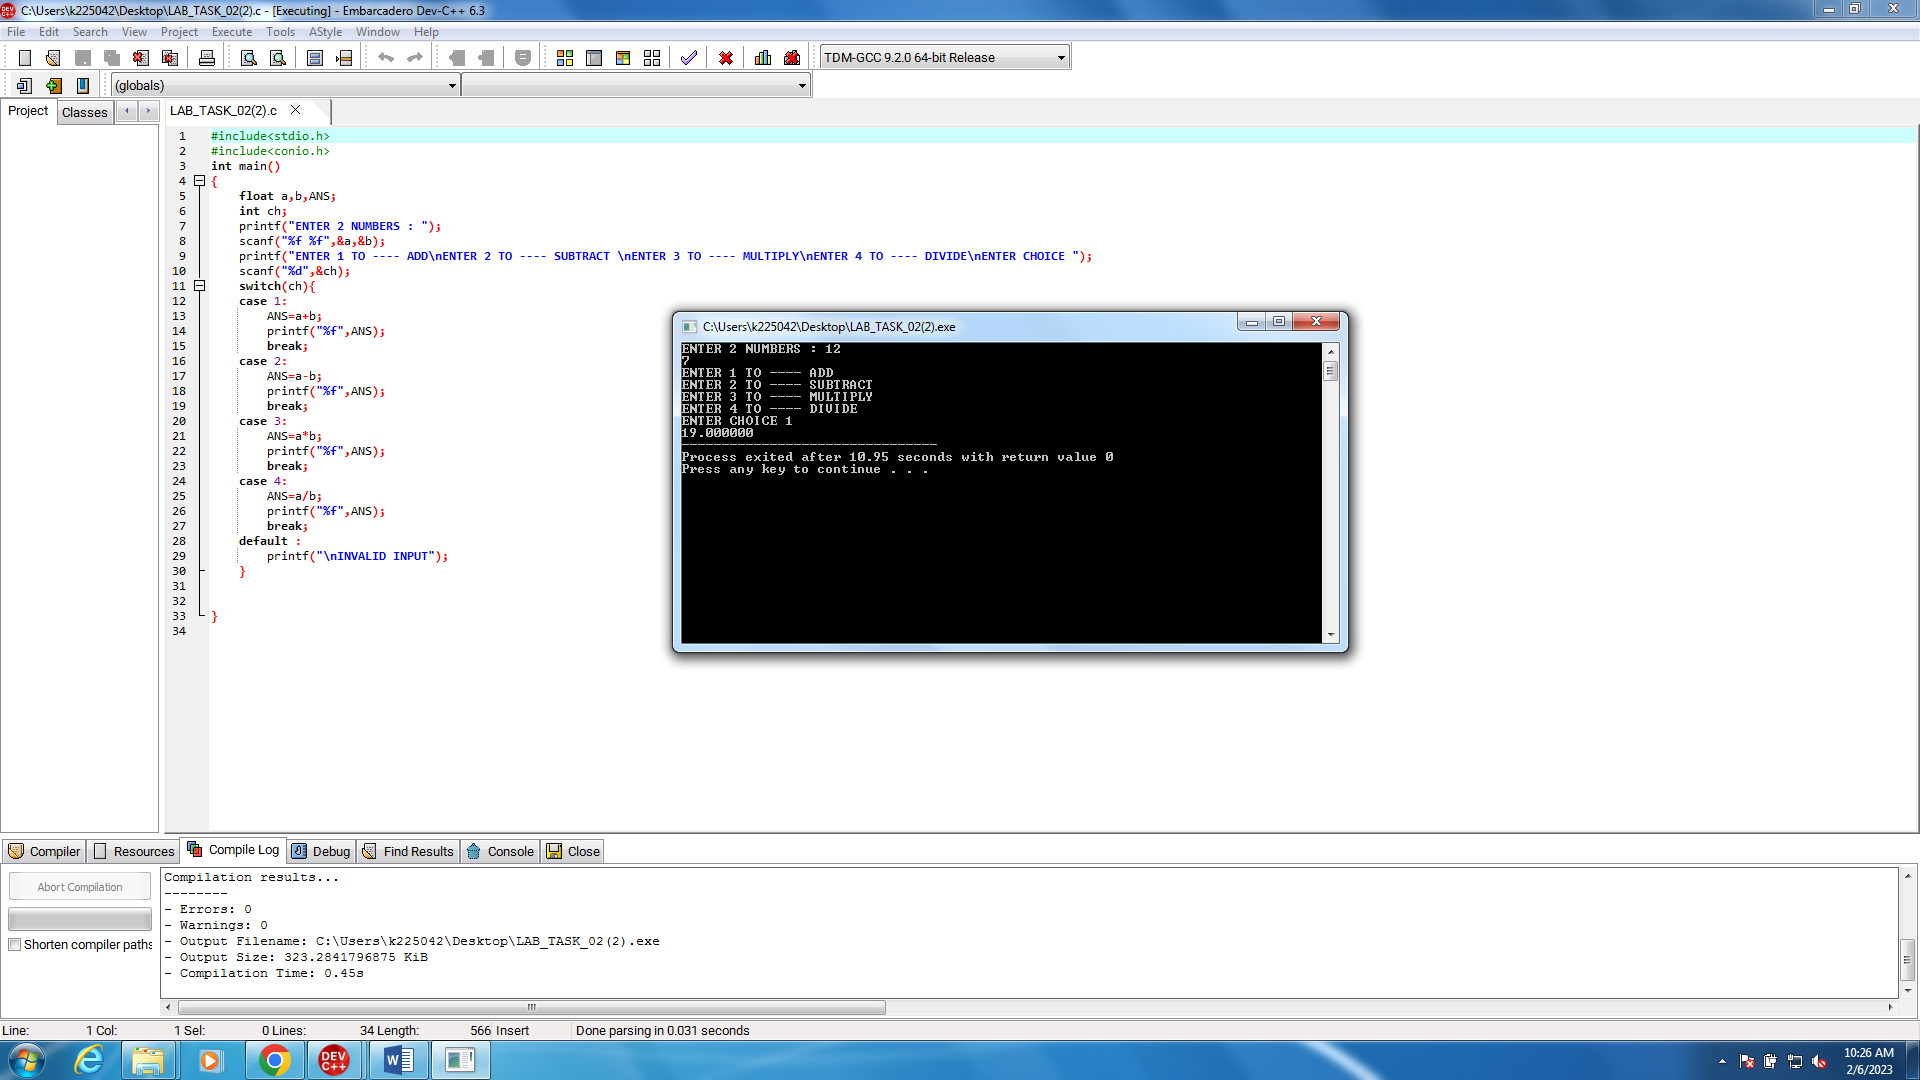 C:\Users\k225042\Desktop\LAB_TASK_02(2).c - [Executing] - Embarcadero Dev-C++ 6.3
File Edit Search View Project Execute Tools AStyle Window Help
TDM-GCC 9.2.0 64-bit Release
(globals)
Project Classes
LAB_TASK_02(2).c
1 #include<stdio.h>
2 #include<conio.h>
3 int main()
4 {
5 float a,b,ANS;
6 int ch;
7 printf("ENTER 2 NUMBERS : ");
8 scanf("%f %f",&a,&b);
9 printf("ENTER 1 TO ---- ADD\nENTER 2 TO ---- SUBTRACT \nENTER 3 TO ---- MULTIPLY\nENTER 4 TO ---- DIVIDE\nENTER CHOICE ");
10 scanf("%d",&ch);
11 switch(ch){
12 case 1:
13 ANS=a+b;
14 printf("%f",ANS);
15 break;
16 case 2:
17 ANS=a-b;
18 printf("%f",ANS);
19 break;
20 case 3:
21 ANS=a*b;
22 printf("%f",ANS);
23 break;
24 case 4:
25 ANS=a/b;
26 printf("%f",ANS);
27 break;
28 default :
29 printf("\nINVALID INPUT");
30 }
31
32
33 }
34
C:\Users\k225042\Desktop\LAB_TASK_02(2).exe
ENTER 2 NUMBERS : 12
7
ENTER 1 TO ---- ADD
ENTER 2 TO ---- SUBTRACT
ENTER 3 TO ---- MULTIPLY
ENTER 4 TO ---- DIVIDE
ENTER CHOICE 1
19.000000
--------------------------------
Process exited after 10.95 seconds with return value 0
Press any key to continue . . .
Compiler Resources Compile Log Debug Find Results Console Close
Abort Compilation
Shorten compiler paths
Compilation results...
--------
- Errors: 0
- Warnings: 0
- Output Filename: C:\Users\k225042\Desktop\LAB_TASK_02(2).exe
- Output Size: 323.2841796875 KiB
- Compilation Time: 0.45s
Line: 1 Col: 1 Sel: 0 Lines: 34 Length: 566 Insert Done parsing in 0.031 seconds
DEV C++
10:26 AM
2/6/2023